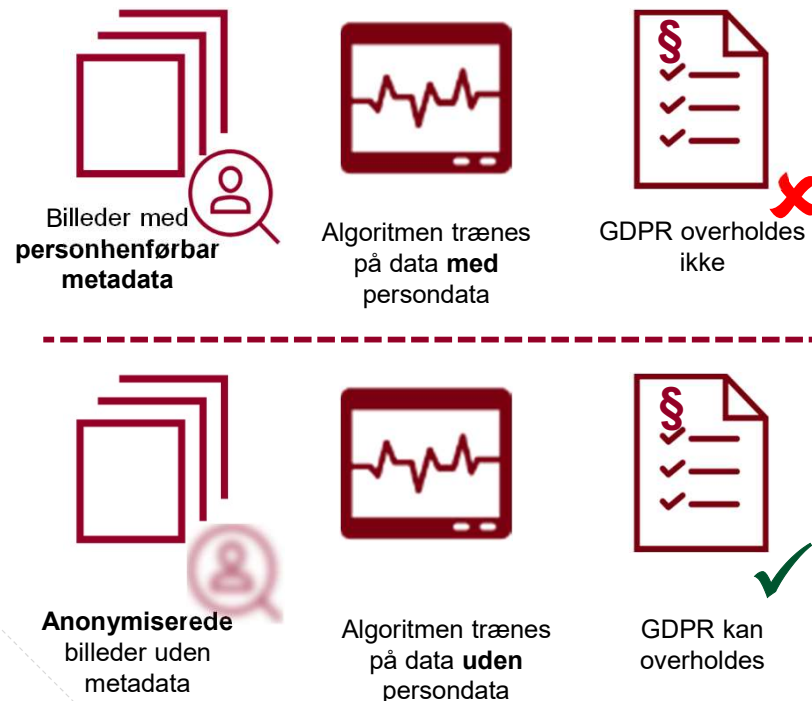 §
Billeder med
personhenførbar
metadata
Algoritmen trænes
på data med
persondata
GDPR overholdes
ikke
§
Anonymiserede
billeder uden
metadata
Algoritmen trænes
på data uden
persondata
GDPR kan
overholdes